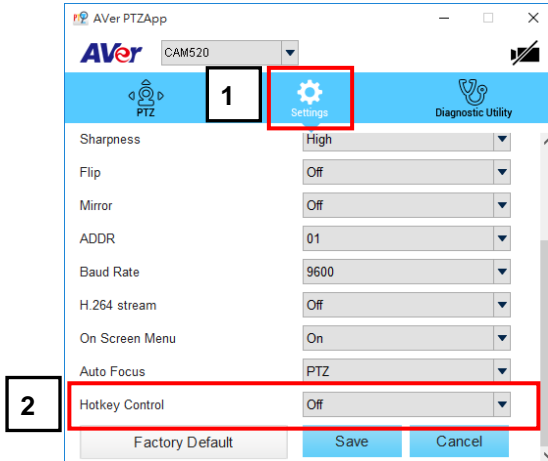 AVer PTZApp
AVer CAM520
1
PTZ Settings Diagnostic Utility
Sharpness High
Flip Off
Mirror Off
ADDR 01
Baud Rate 9600
H.264 stream Off
On Screen Menu On
Auto Focus PTZ
2
Hotkey Control Off
Factory Default Save Cancel